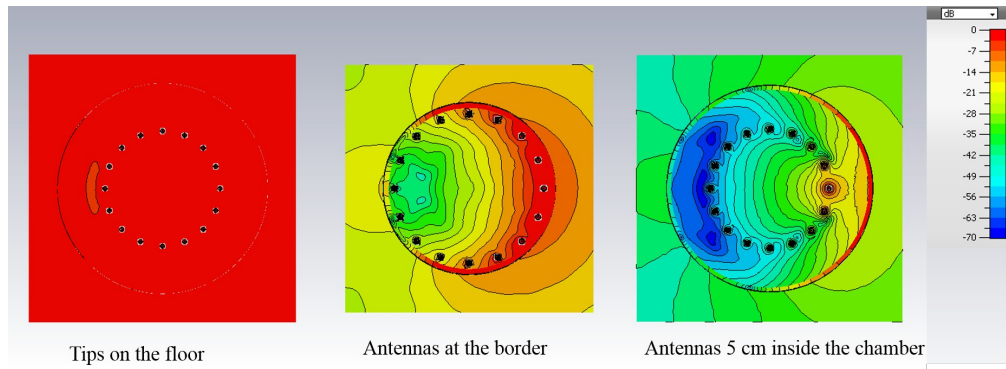 dB
0
-7
-14
-21
-28
-35
-42
-49
-56
-63
-70
Tips on the floor
Antennas at the border
Antennas 5 cm inside the chamber